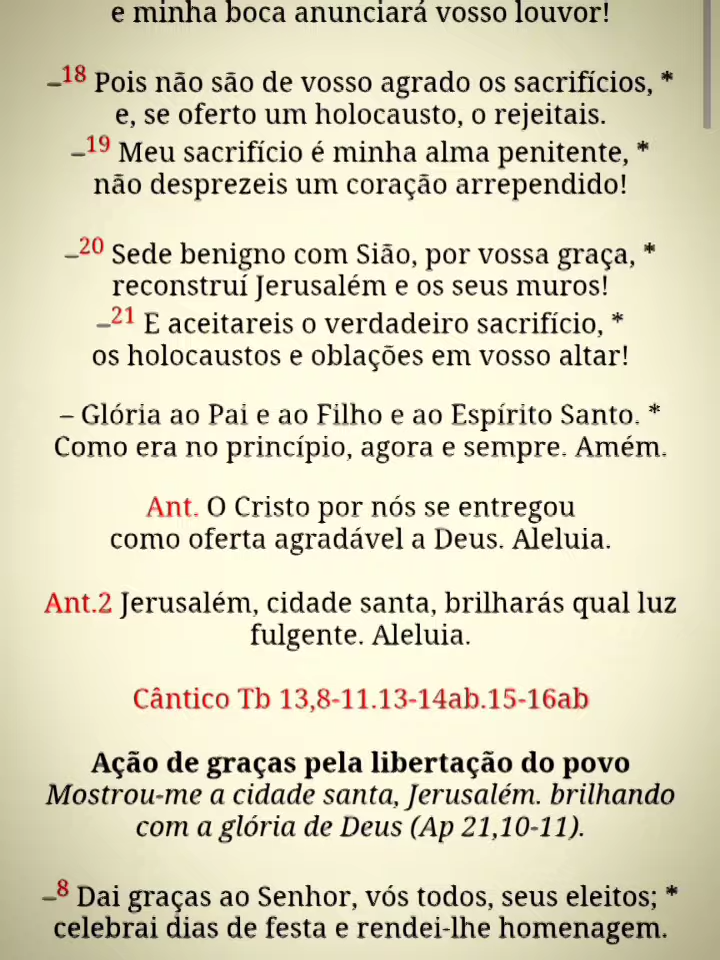 e minha boca anunciará vosso louvor!
–18 Pois não são de vosso agrado os sacrifícios, *
e, se oferto um holocausto, o rejeitais.
–19 Meu sacrifício é minha alma penitente, *
não desprezeis um coração arrependido!
–20 Sede benigno com Sião, por vossa graça, *
reconstruí Jerusalém e os seus muros!
–21 E aceitareis o verdadeiro sacrifício, *
os holocaustos e oblações em vosso altar!
– Glória ao Pai e ao Filho e ao Espírito Santo. *
Como era no princípio, agora e sempre. Amém.
Ant. O Cristo por nós se entregou
como oferta agradável a Deus. Aleluia.
Ant.2 Jerusalém, cidade santa, brilharás qual luz
fulgente. Aleluia.
Cântico Tb 13,8-11.13-14ab.15-16ab
Ação de graças pela libertação do povo
Mostrou-me a cidade santa, Jerusalém. brilhando
com a glória de Deus (Ap 21,10-11).
–8 Dai graças ao Senhor, vós todos, seus eleitos; *
celebrai dias de festa e rendei-lhe homenagem.